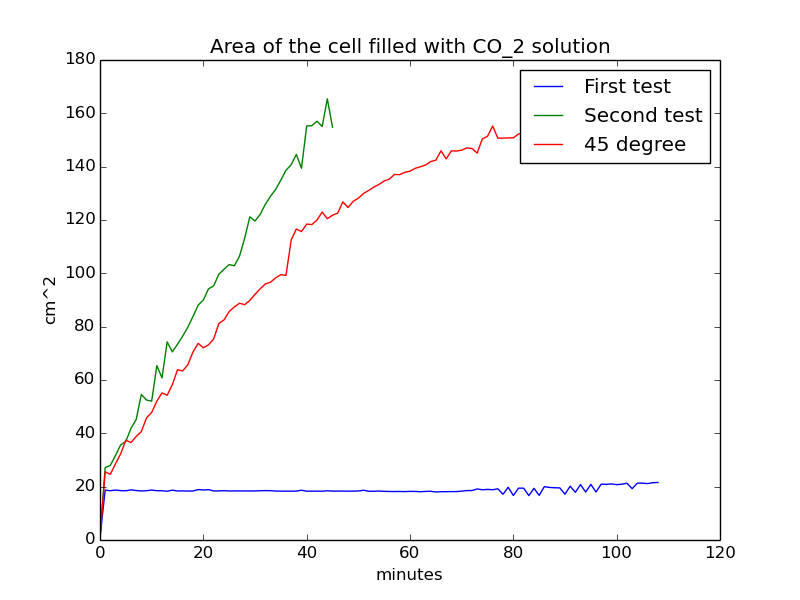 Area of the cell filled with CO_2 solution
180
160
140
120
100
80
60
40
20
0
cm^2
First test
Second test
45 degree
0 20 40 60 80 100 120
minutes